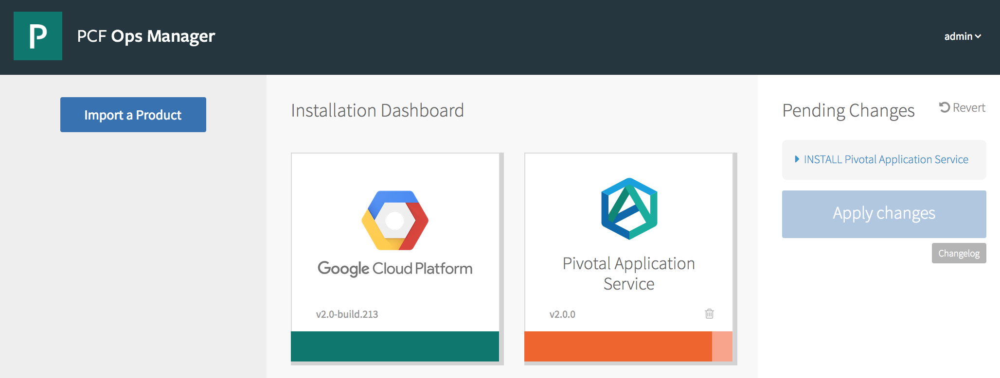 P
PCF Ops Manager
admin
Import a Product
Installation Dashboard
Google Cloud Platform
v2.0-build.213
Pivotal Application
Service
v2.0.0
Pending Changes
Revert
INSTALL Pivotal Application Service
Apply changes
Changelog